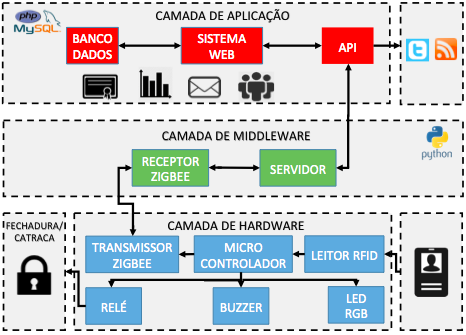 php
MySQL
CAMADA DE APLICAÇÃO
BANCO
DADOS
SISTEMA
WEB
API
CAMADA DE MIDDLEWARE
python
RECEPTOR
ZIGBEE
SERVIDOR
FECHADURA/
CATRACA
CAMADA DE HARDWARE
TRANSMISSOR
ZIGBEE
MICRO
CONTROLADOR
LEITOR RFID
RELÉ
BUZZER
LED
RGB